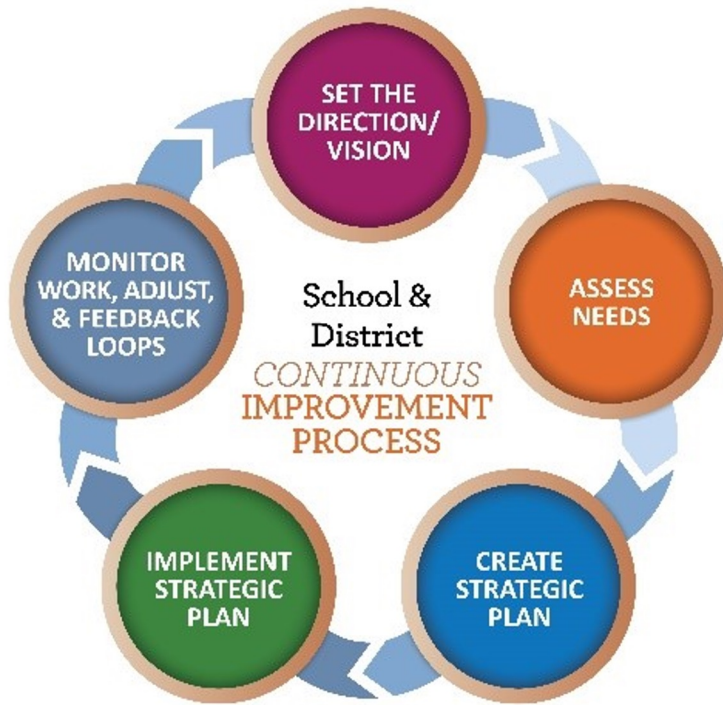 SET THE
DIRECTION/
VISION
ASSESS
NEEDS
CREATE
STRATEGIC
PLAN
IMPLEMENT
STRATEGIC
PLAN
MONITOR
WORK, ADJUST,
& FEEDBACK
LOOPS
School &
District
CONTINUOUS
IMPROVEMENT
PROCESS